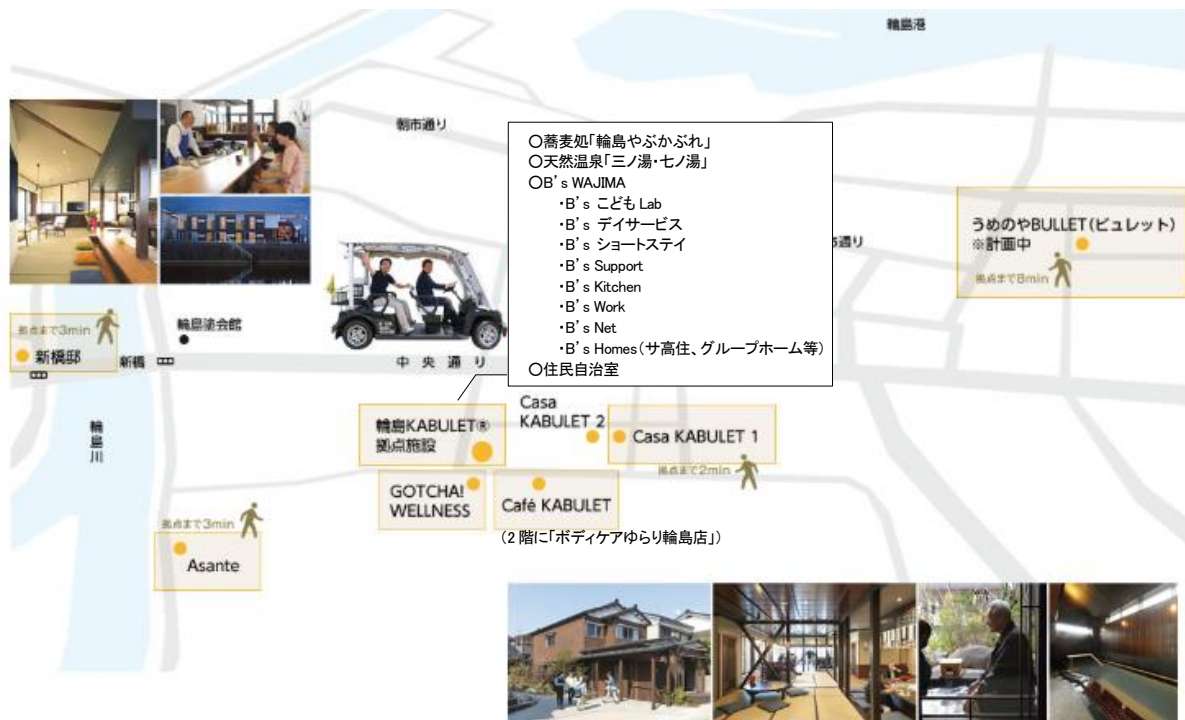 輪島港
朝市通り
○蕎麦処「輪島やぶかぶれ」
○天然温泉「三ノ湯・七ノ湯」
○B’s WAJIMA
・B’s こども Lab
・B’s デイサービス
・B’s ショートステイ
・B’s Support
・B’s Kitchen
・B’s Work
・B’s Net
・B’s Homes(サ高住、グループホーム等)
○住民自治室
市通り
うめのやBULLET(ビュレット)
※計画中
拠点まで8min
拠点まで3min
新橋邸
新橋
輪島塗会館
中央通り
輪島川
輪島KABULET®
拠点施設
Casa
KABULET 2
Casa KABULET 1
拠点まで2min
GOTCHA!
WELLNESS
Café KABULET
(2階に「ボディケアゆらり輪島店」)
拠点まで3min
Asante